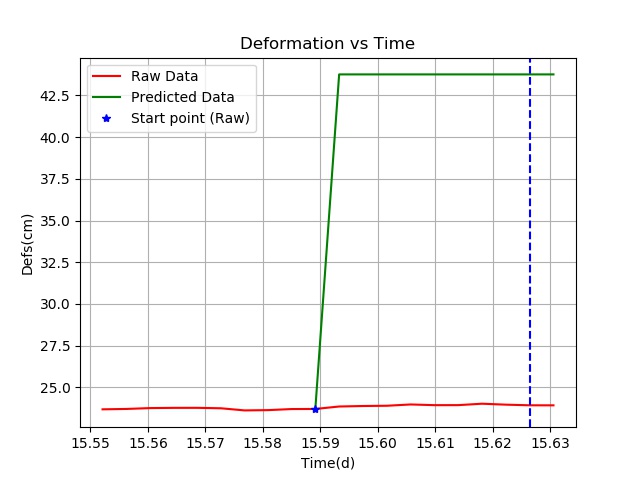 Deformation vs Time
Raw Data
Predicted Data
Start point (Raw)
Defs(cm)
42.5
40.0
37.5
35.0
32.5
30.0
27.5
25.0
15.55 15.56 15.57 15.58 15.59 15.60 15.61 15.62 15.63
Time(d)